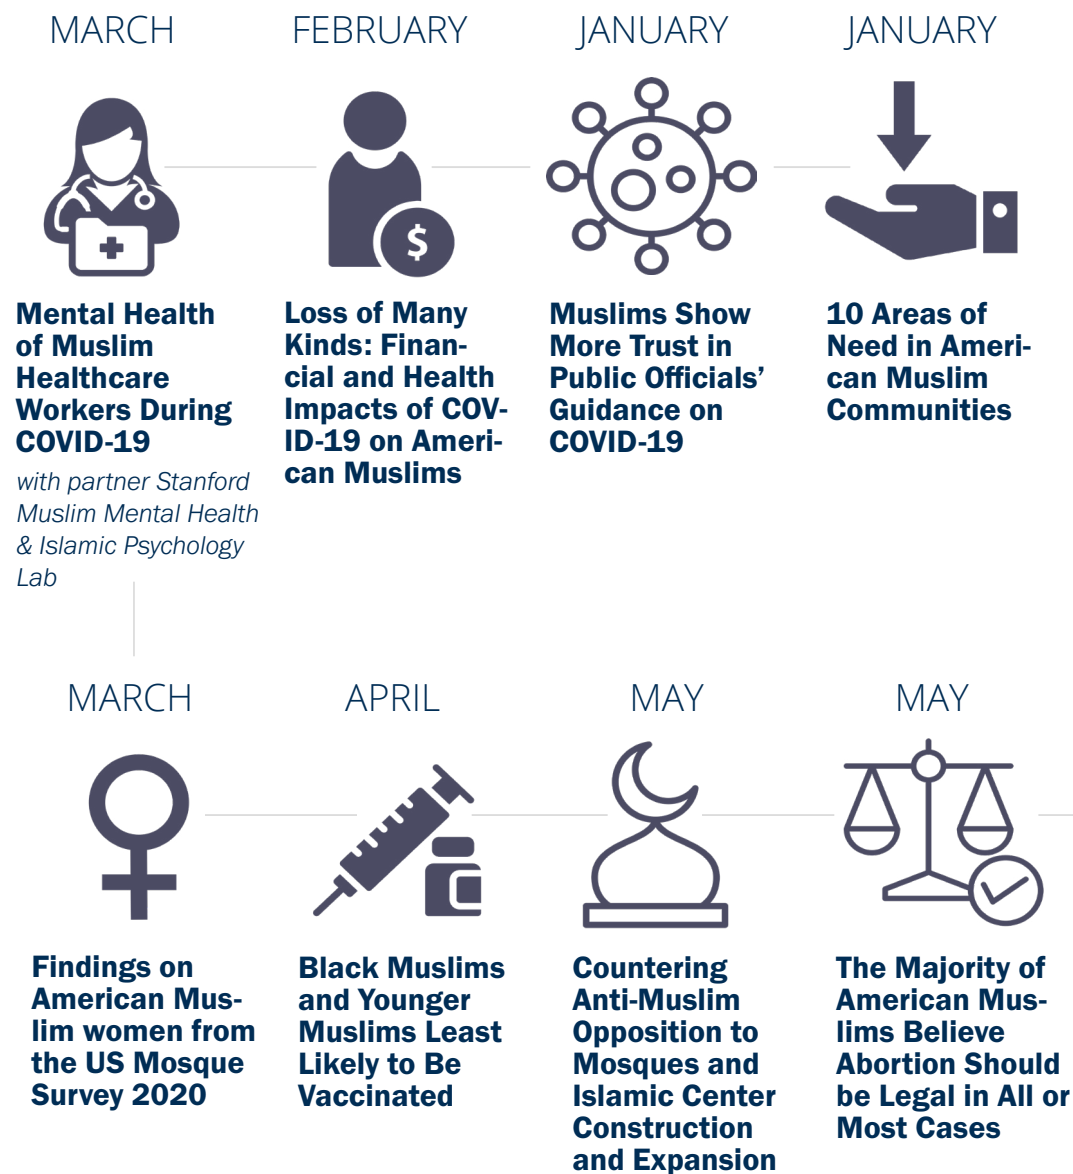 MARCH
Mental Health
of Muslim
Healthcare
Workers During
COVID-19
with partner Stanford
Muslim Mental Health
& Islamic Psychology
Lab
FEBRUARY
$
Loss of Many
Kinds: Finan-
cial and Health
Impacts of COV-
ID-19 on Ameri-
can Muslims
JANUARY
Muslims Show
More Trust in
Public Officials’
Guidance on
COVID-19
JANUARY
10 Areas of
Need in Ameri-
can Muslim
Communities
MARCH
Findings on
American Mus-
lim women from
the US Mosque
Survey 2020
APRIL
Black Muslims
and Younger
Muslims Least
Likely to Be
Vaccinated
MAY
Countering
Anti-Muslim
Opposition to
Mosques and
Islamic Center
Construction
and Expansion
MAY
The Majority of
American Mus-
lims Believe
Abortion Should
be Legal in All or
Most Cases